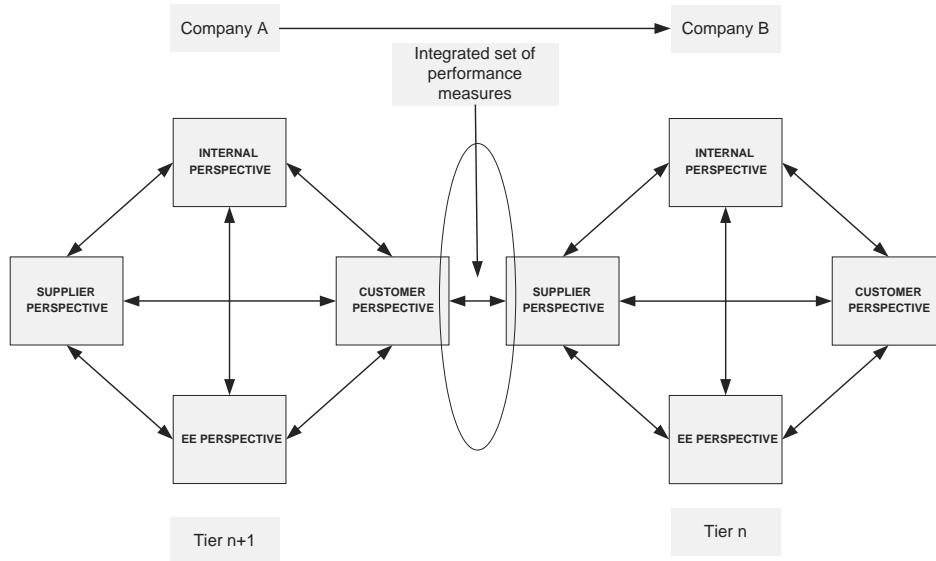 Company A
Company B
Integrated set of
performance
measures
INTERNAL
PERSPECTIVE
INTERNAL
PERSPECTIVE
SUPPLIER
PERSPECTIVE
CUSTOMER
PERSPECTIVE
SUPPLIER
PERSPECTIVE
CUSTOMER
PERSPECTIVE
EE PERSPECTIVE
EE PERSPECTIVE
Tier n+1
Tier n